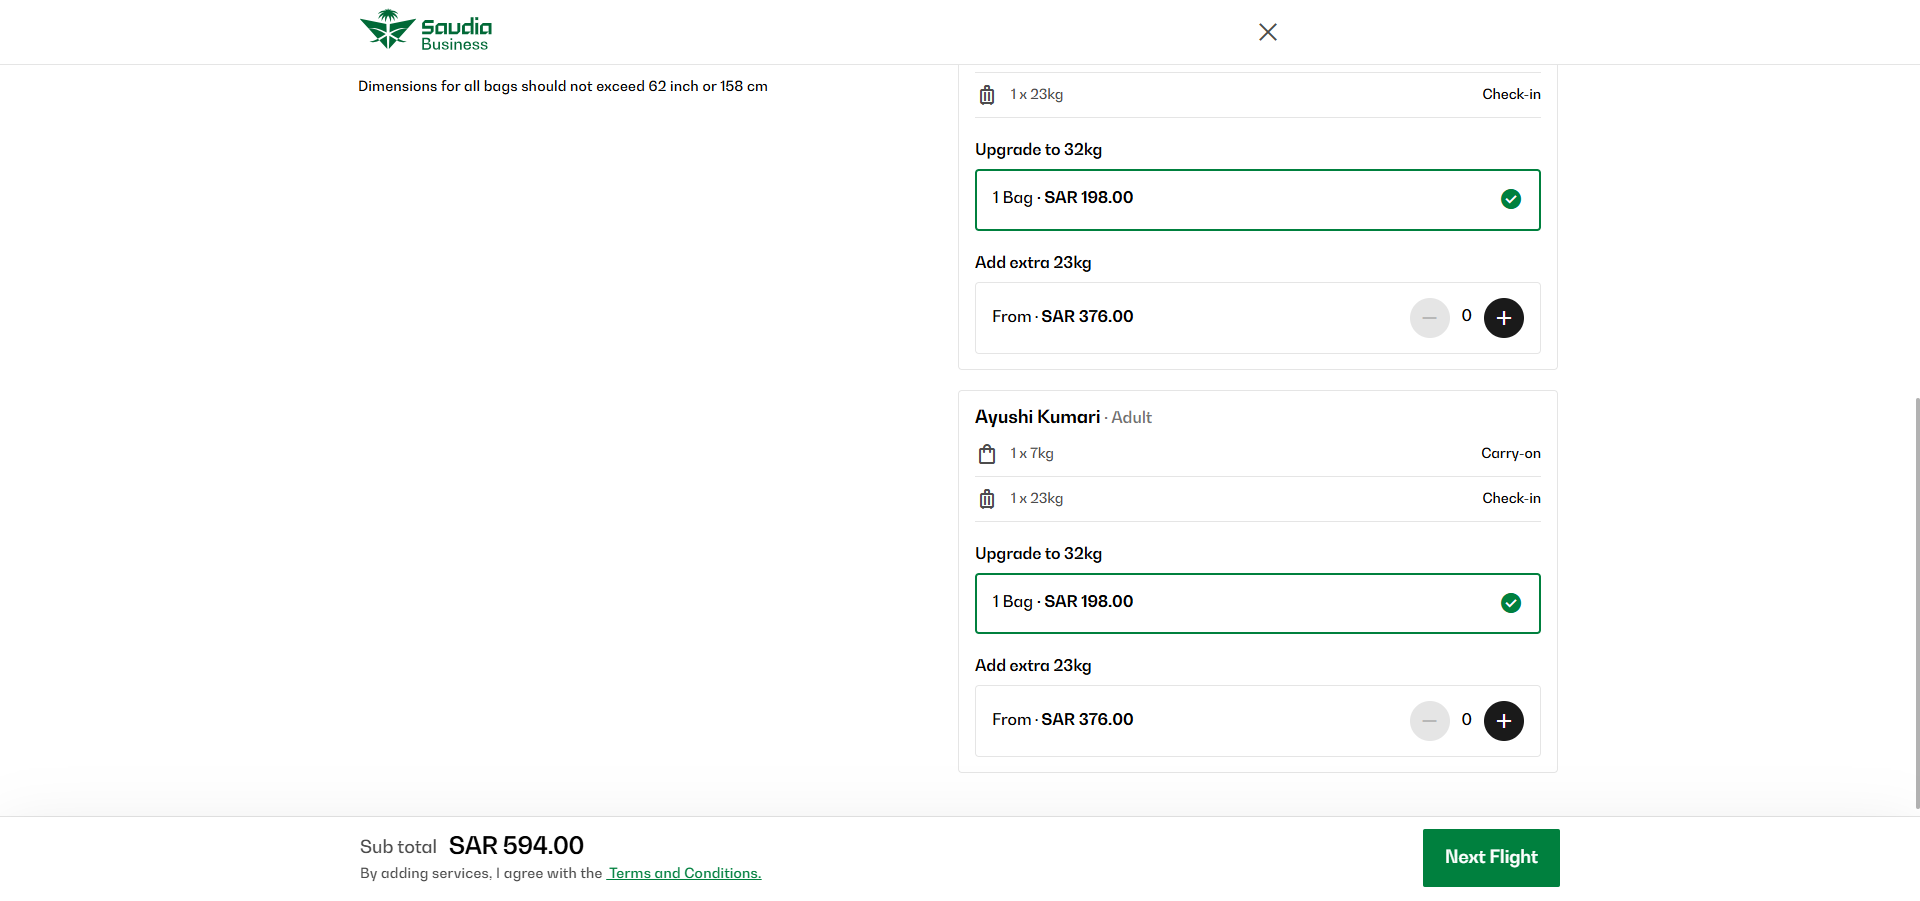 Saudia
Business
Dimensions for all bags should not exceed 62 inch or 158 cm
1 x 23kg
Check-in
Upgrade to 32kg
1 Bag · SAR 198.00
Add extra 23kg
From · SAR 376.00
0
Ayushi Kumari · Adult
1 x 7kg
Carry-on
1 x 23kg
Check-in
Upgrade to 32kg
1 Bag · SAR 198.00
Add extra 23kg
From · SAR 376.00
0
Sub total SAR 594.00
By adding services, I agree with the Terms and Conditions.
Next Flight